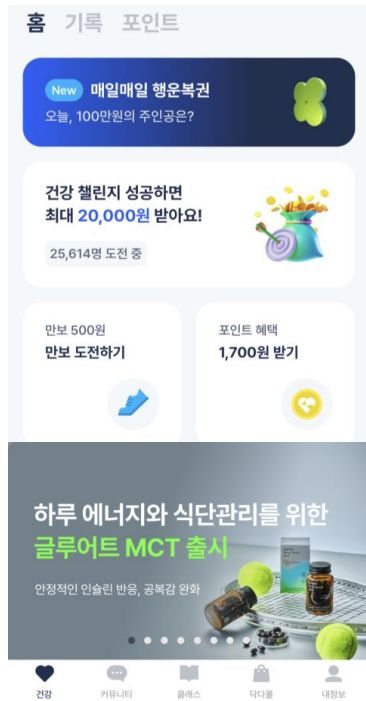 홈 기록 포인트
New 매일매일 행운복권
오늘, 100만원의 주인공은?
건강 챌린지 성공하면
최대 20,000원 받아요!
25,614명 도전 중
만보 500원
만보 도전하기
포인트 혜택
1,700원 받기
하루 에너지와 식단관리를 위한
글루어트 MCT 출시
안정적인 인슐린 반응, 공복감 완화
건강 커뮤니티 클래스 닥다몰 내정보